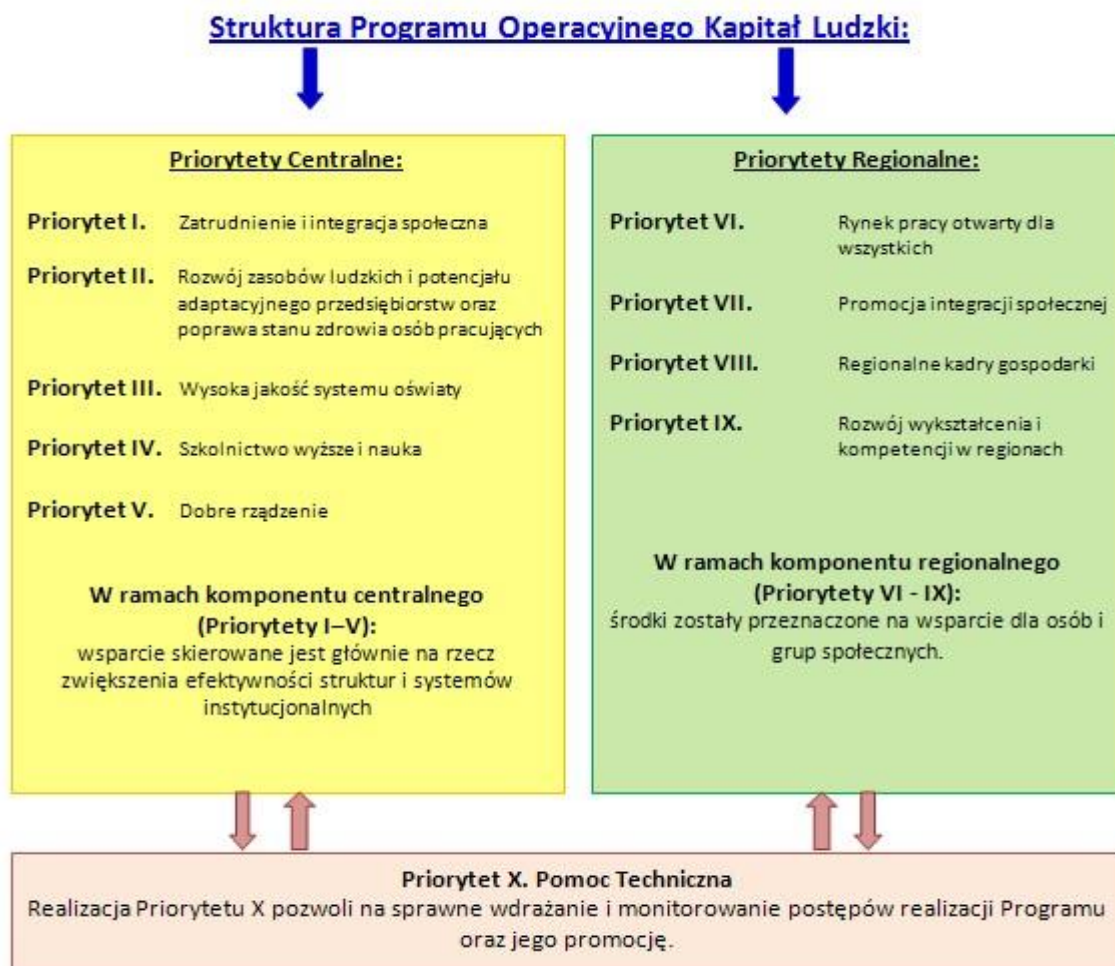 Struktura Programu Operacyjnego Kapitał Ludzki:
Priorytety Centralne:
Priorytet I. Zatrudnienie i integracja społeczna
Priorytet II. Rozwój zasobów ludzkich i potencjału
adaptacyjnego przedsiębiorstw oraz
poprawa stanu zdrowia osób pracujących
Priorytet III. Wysoka jakość systemu oświaty
Priorytet IV. Szkolnictwo wyższe i nauka
Priorytet V. Dobre rządzenie
W ramach komponentu centralnego
(Priorytety I–V):
wsparcie skierowane jest głównie na rzecz
zwiększenia efektywności struktur i systemów
instytucjonalnych
Priorytety Regionalne:
Priorytet VI. Rynek pracy otwarty dla
wszystkich
Priorytet VII. Promocja integracji społecznej
Priorytet VIII. Regionalne kadry gospodarki
Priorytet IX. Rozwój wykształcenia i
kompetencji w regionach
W ramach komponentu regionalnego
(Priorytety VI - IX):
środki zostały przeznaczone na wsparcie dla osób i
grup społecznych.
Priorytet X. Pomoc Techniczna
Realizacja Priorytetu X pozwoli na sprawne wdrażanie i monitorowanie postępów realizacji Programu
oraz jego promocję.